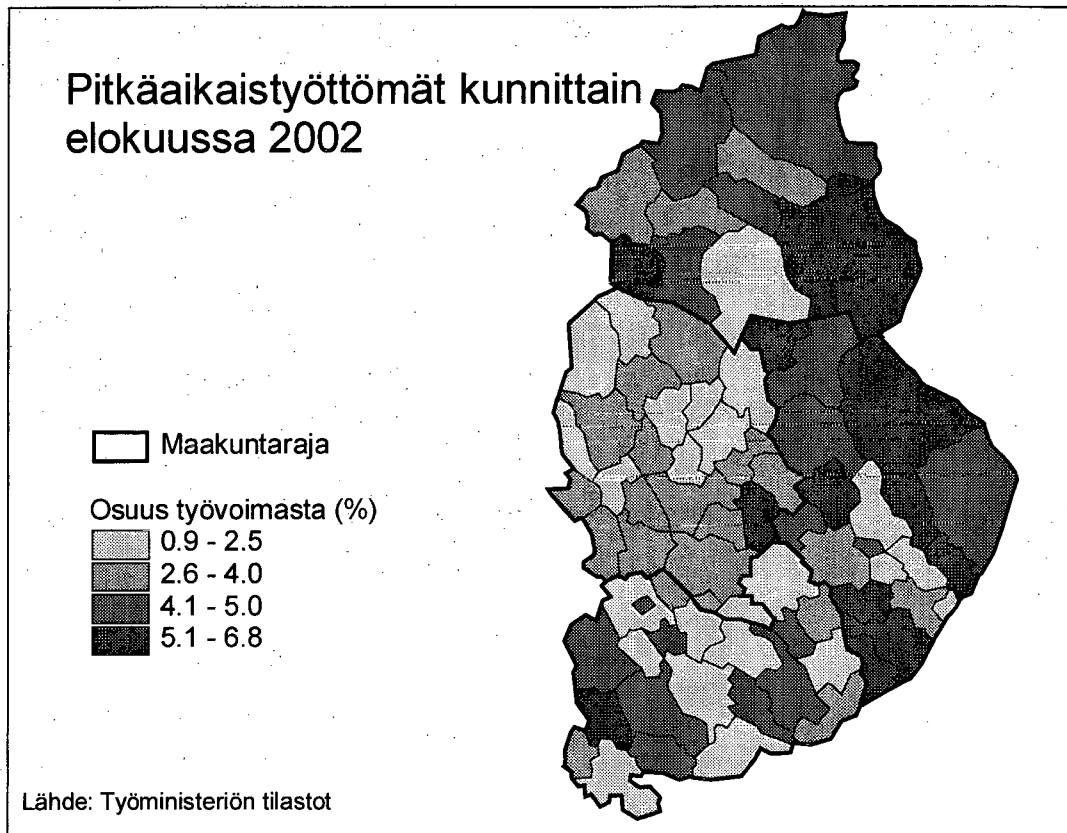 Pitkäaikaistyöttömät kunnittain
elokuussa 2002
Maakuntaraja
Osuus työvoimasta (%)
0.9 - 2.5
2.6 - 4.0
4.1 - 5.0
5.1 - 6.8
Lähde: Työministeriön tilastot